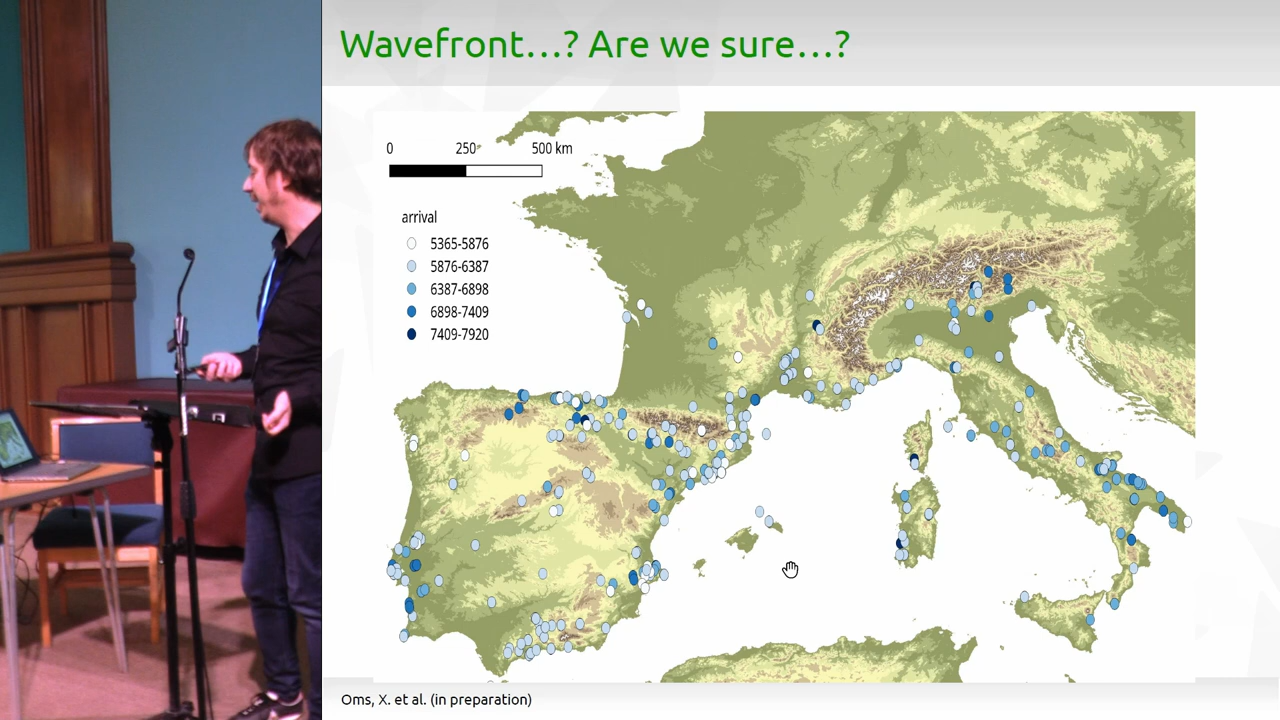 Wavefront...? Are we sure...?
0 250 500 km
arrival
5365-5876
5876-6387
6387-6898
6898-7409
7409-7920
Oms, X. et al. (in preparation)